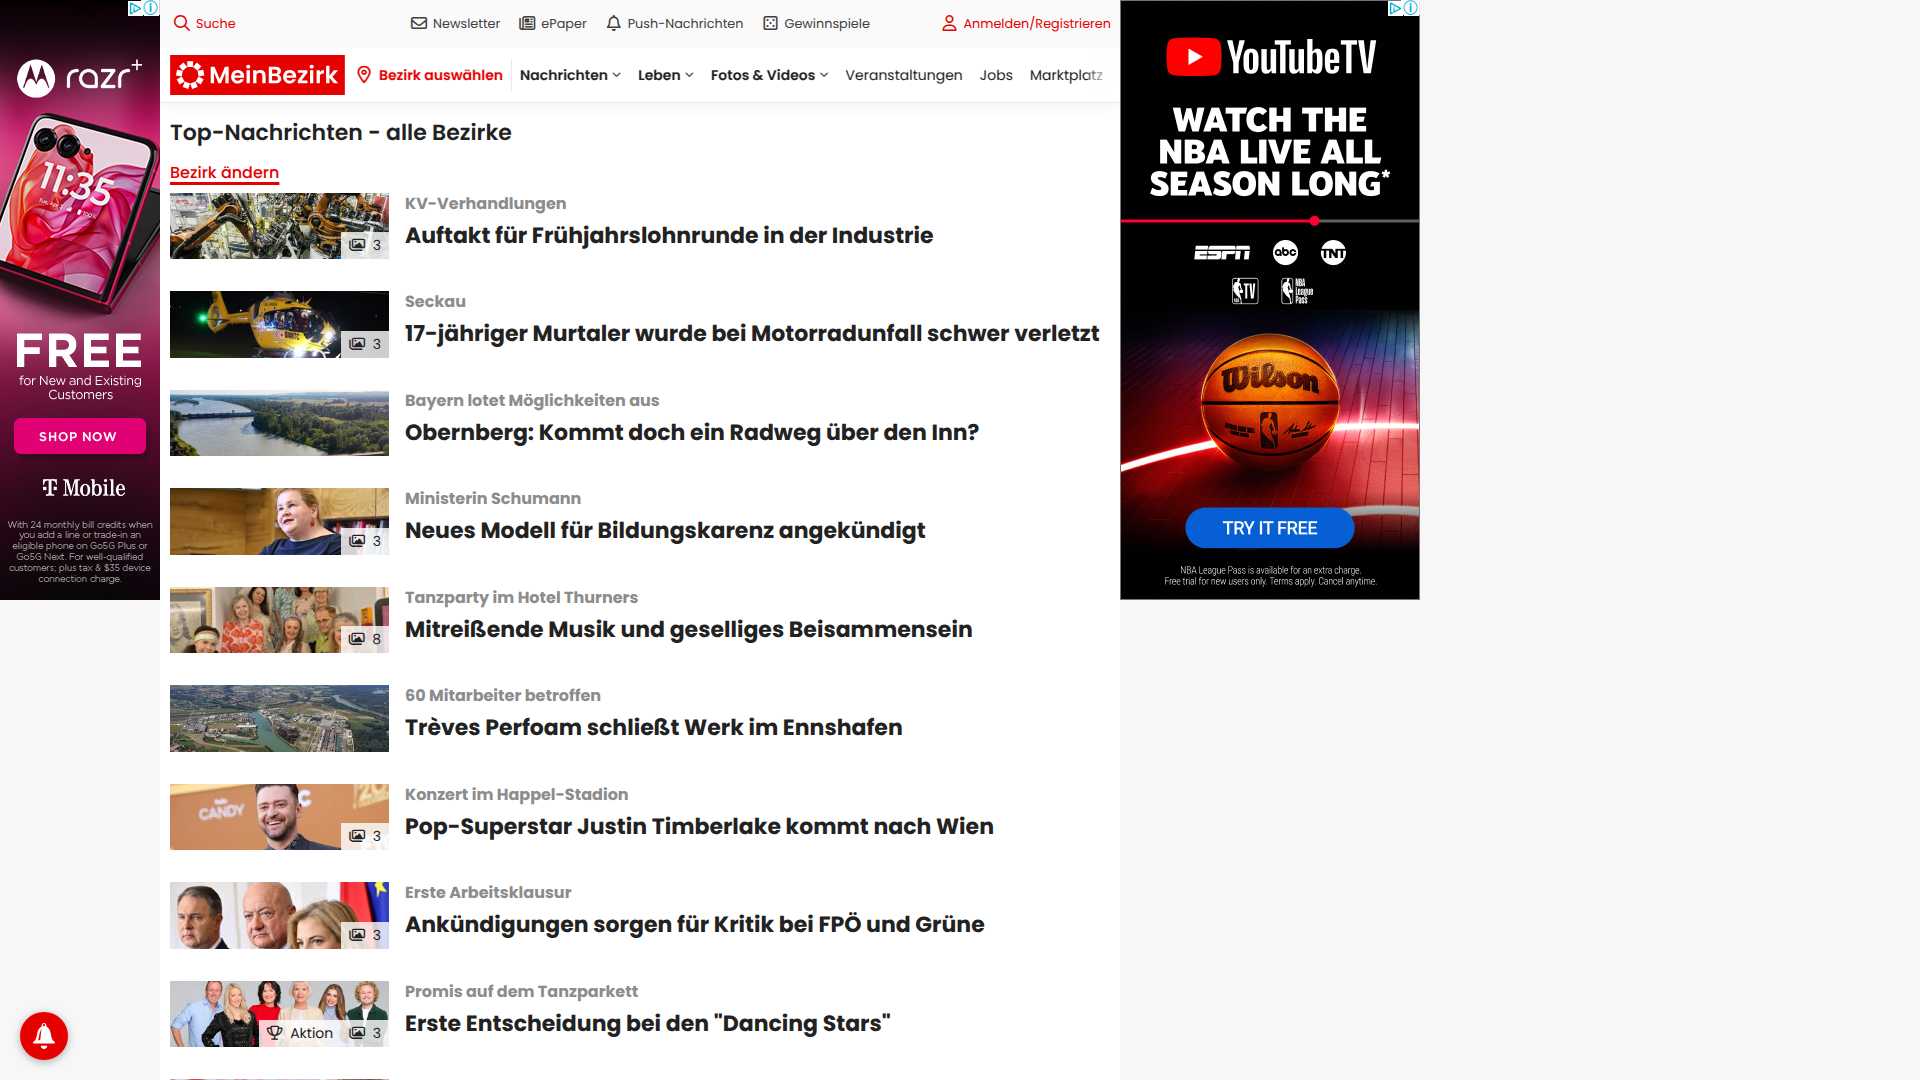 Suche
Newsletter
ePaper
Push-Nachrichten
Gewinnspiele
Anmelden/Registrieren
MeinBezirk
Bezirk auswählen
Nachrichten
Leben
Fotos & Videos
Veranstaltungen
Jobs
Marktplatz
Top-Nachrichten - alle Bezirke
Bezirk ändern
3
KV-Verhandlungen
Auftakt für Frühjahrslohnrunde in der Industrie
3
Seckau
17-jähriger Murtaler wurde bei Motorradunfall schwer verletzt
Bayern lotet Möglichkeiten aus
Obernberg: Kommt doch ein Radweg über den Inn?
3
Ministerin Schumann
Neues Modell für Bildungskarenz angekündigt
8
Tanzparty im Hotel Thurners
Mitreißende Musik und geselliges Beisammensein
60 Mitarbeiter betroffen
Trèves Perfoam schließt Werk im Ennshafen
CANDY
3
Konzert im Happel-Stadion
Pop-Superstar Justin Timberlake kommt nach Wien
3
Erste Arbeitsklausur
Ankündigungen sorgen für Kritik bei FPÖ und Grüne
Aktion
3
Promis auf dem Tanzparkett
Erste Entscheidung bei den "Dancing Stars"
razr+
11:35
FREE
for New and Existing
Customers
SHOP NOW
T Mobile
With 24 monthly bill credits when
you add a line or trade-in an
eligible phone on Go5G Plus or
Go5G Next. For well-qualified
customers; plus tax & $35 device
connection charge.
YouTubeTV
WATCH THE
NBA LIVE ALL
SEASON LONG*
ESPN
abc
TNT
TV
NBA
League
Pass
Wilson
TRY IT FREE
NBA League Pass is available for an extra charge.
Free trial for new users only. Terms apply. Cancel anytime.